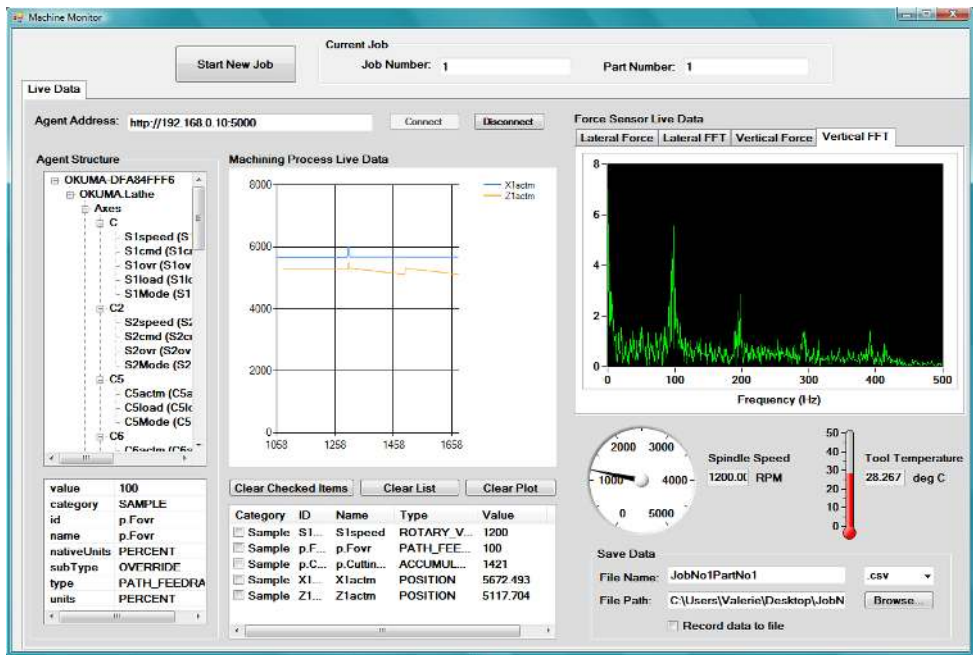 Machine Monitor
Start New Job
Current Job
Job Number: 1
Part Number: 1
Live Data
Agent Address: http://192.168.0.10:5000
Connect
Disconnect
Agent Structure
OKUMA-DFA84FFF6
OKUMA.Lathe
Axes
C
S1speed (S
S1cmd (S1c
S1ovr (S1ov
S1load (S1lc
S1Mode (S1
C2
S2speed (S
S2cmd (S2c
S2ovr (S2ov
S2Mode (S2
C5
C5actm (C5a
C5load (C5lc
C5Mode (C5
C6
value 100
category SAMPLE
id p.Fovr
name p.Fovr
nativeUnits PERCENT
subType OVERRIDE
type PATH_FEEDRA
units PERCENT
Machining Process Live Data
X1actm
Z1actm
8000
6000
4000
2000
0
1058 1258 1458 1658
Clear Checked Items
Clear List
Clear Plot
Category ID Name Type Value
Sample S1... S1speed ROTARY_V... 1200
Sample p.F... p.Fovr PATH_FEE... 100
Sample p.C... p.Cuttin... ACCUMUL... 1421
Sample X1... X1actm POSITION 5672.493
Sample Z1... Z1actm POSITION 5117.704
Force Sensor Live Data
Lateral Force
Lateral FFT
Vertical Force
Vertical FFT
8
6
4
2
0
0 100 200 300 400 500
Frequency (Hz)
0 1000 2000 3000 4000 5000
Spindle Speed
1200.0 RPM
50
40
30
20
10
0
Tool Temperature
28.267 deg C
Save Data
File Name: JobNo1PartNo1
.csv
File Path: C:\Users\Valerie\Desktop\JobN
Browse...
Record data to file